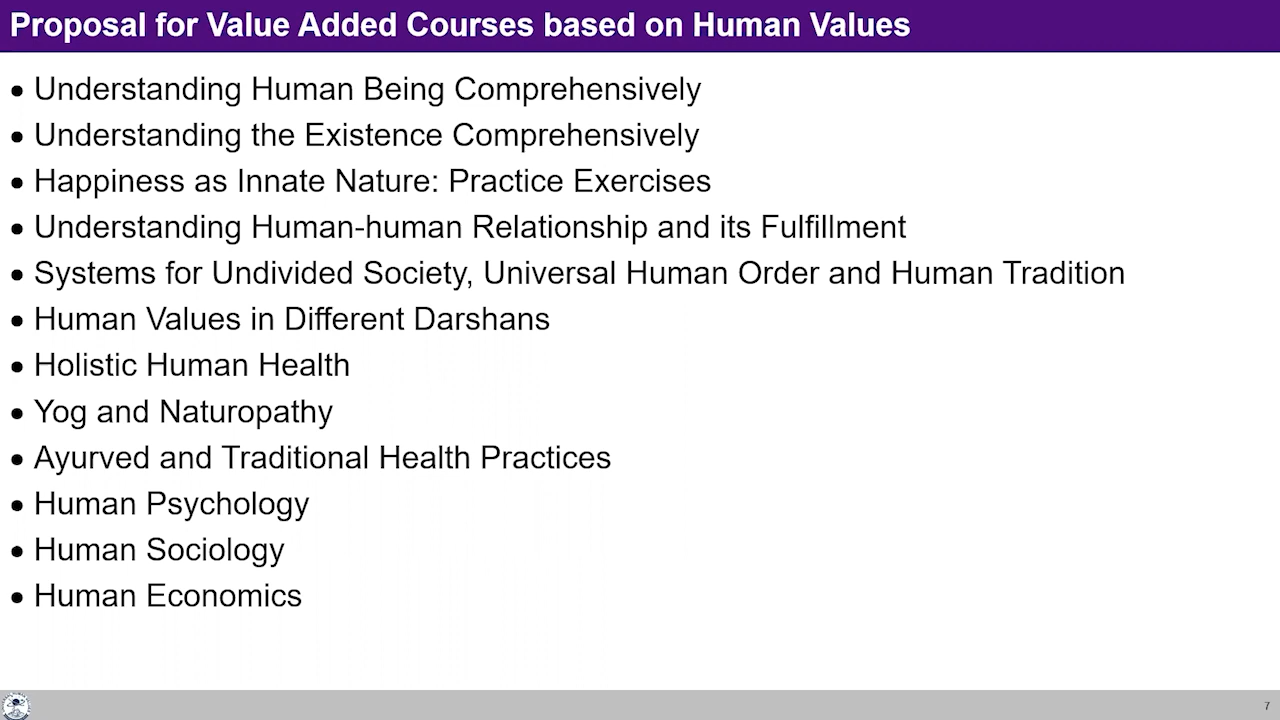 Proposal for Value Added Courses based on Human Values
• Understanding Human Being Comprehensively
• Understanding the Existence Comprehensively
• Happiness as Innate Nature: Practice Exercises
• Understanding Human-human Relationship and its Fulfillment
• Systems for Undivided Society, Universal Human Order and Human Tradition
• Human Values in Different Darshans
• Holistic Human Health
• Yog and Naturopathy
• Ayurved and Traditional Health Practices
• Human Psychology
• Human Sociology
• Human Economics
7